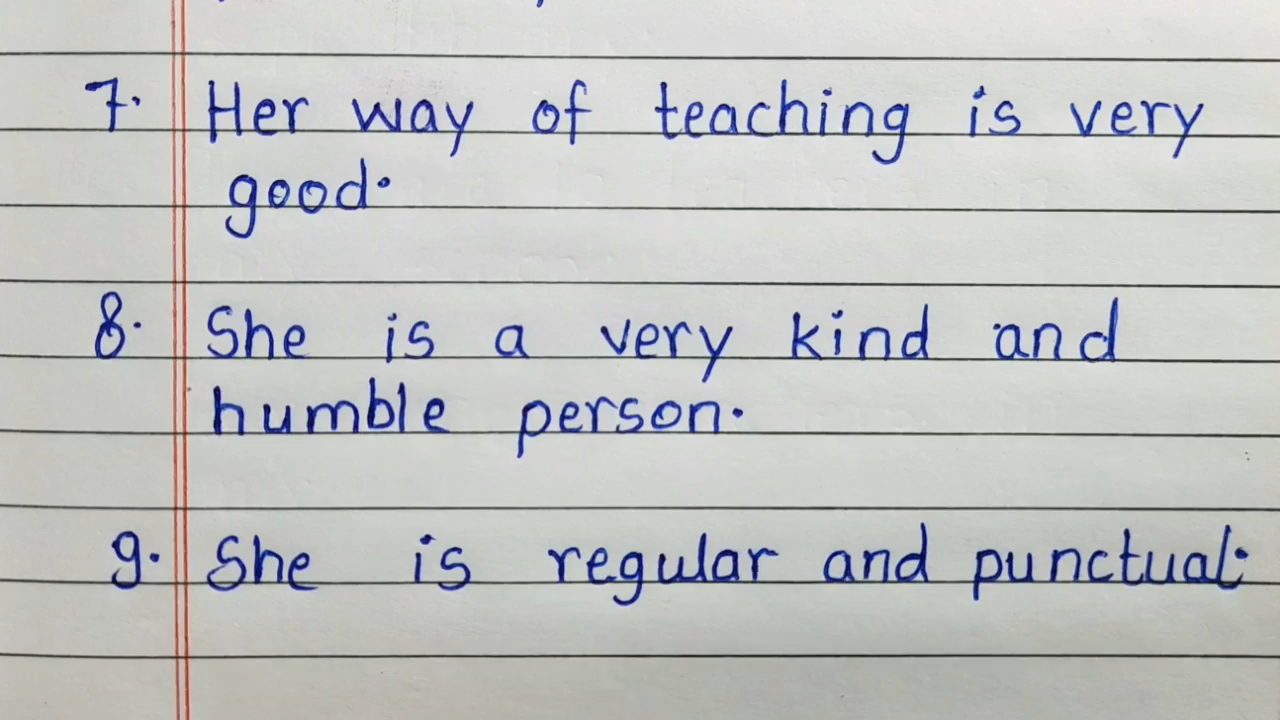 7. Her way of teaching is very
good.
8. She is a very kind and
humble person.
9. She is regular and punctual.